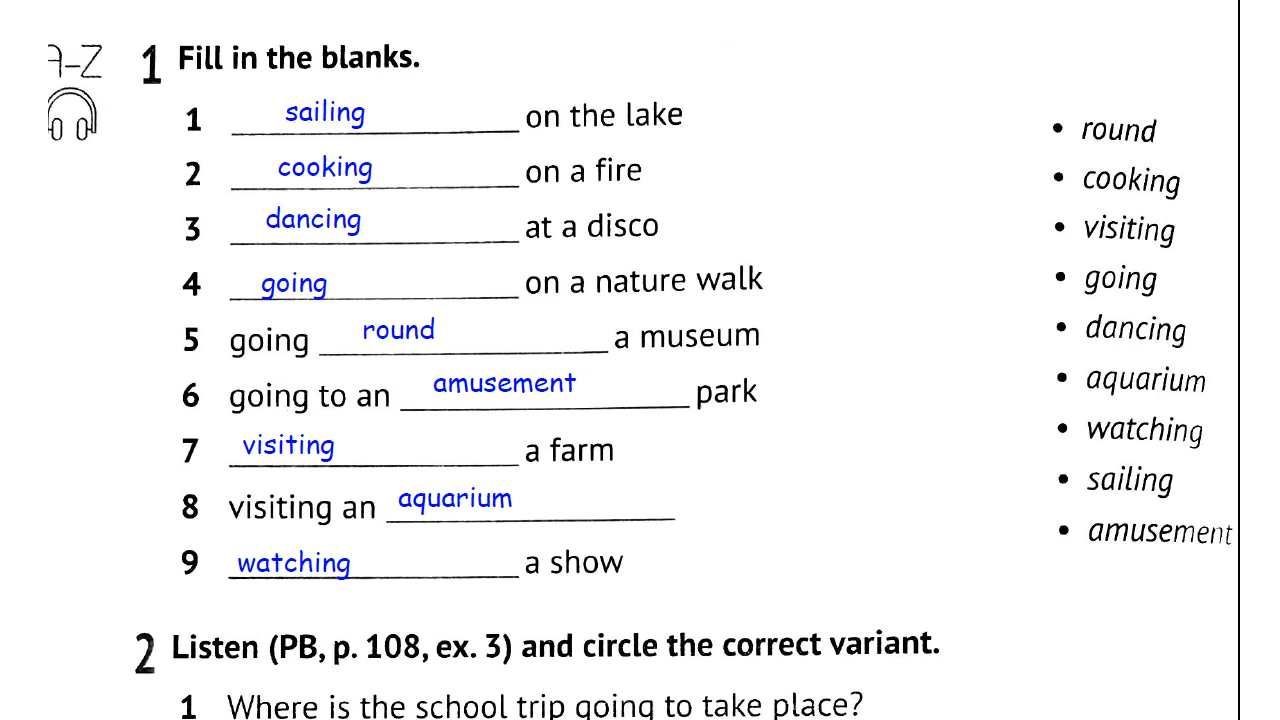 7-Z
1 Fill in the blanks.
1 sailing on the lake
2 cooking on a fire
3 dancing at a disco
4 going on a nature walk
5 going round a museum
6 going to an amusement park
7 visiting a farm
8 visiting an aquarium
9 watching a show
• round
• cooking
• visiting
• going
• dancing
• aquarium
• watching
• sailing
• amusement
2 Listen (PB, p. 108, ex. 3) and circle the correct variant.
1 Where is the school trip going to take place?